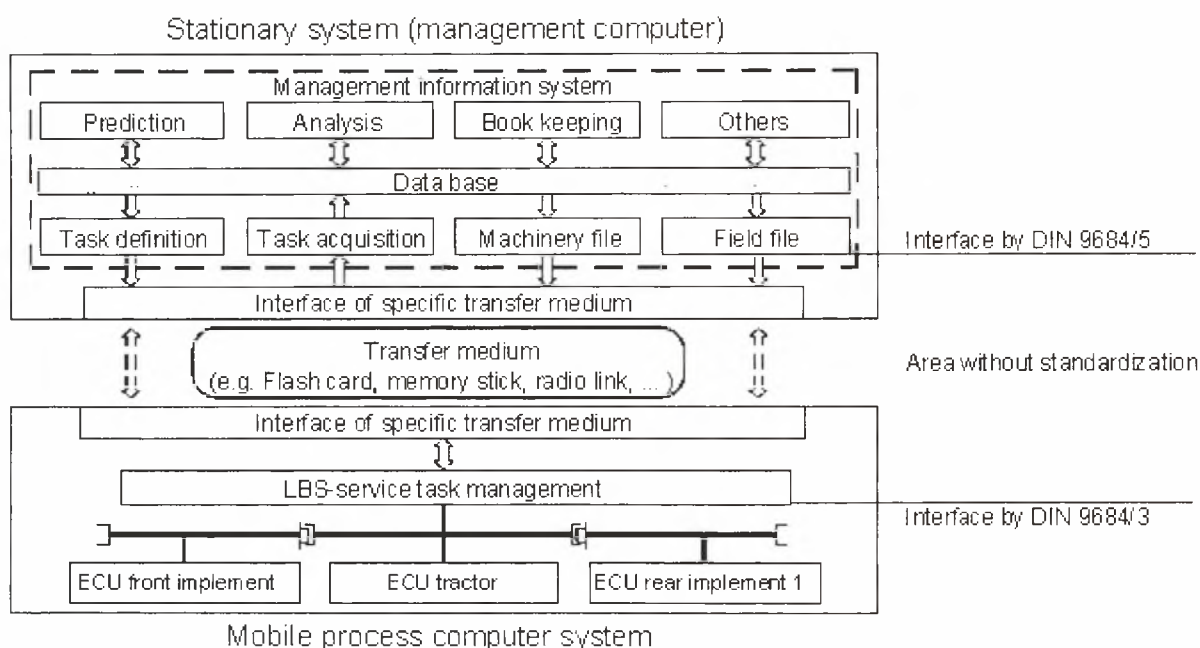 Stationary system (management computer)
Management information system
Prediction
Analysis
Book keeping
Others
Data base
Task definition
Task acquisition
Machinery file
Field file
Interface by DIN 9684/5
Interface of specific transfer medium
Transfer medium
(e.g. Flash card, memory stick, radio link, ... )
Area without standardization
Interface of specific transfer medium
LBS-service task management
Interface by DIN 9684/3
ECU front implement
ECU tractor
ECU rear implement 1
Mobile process computer system